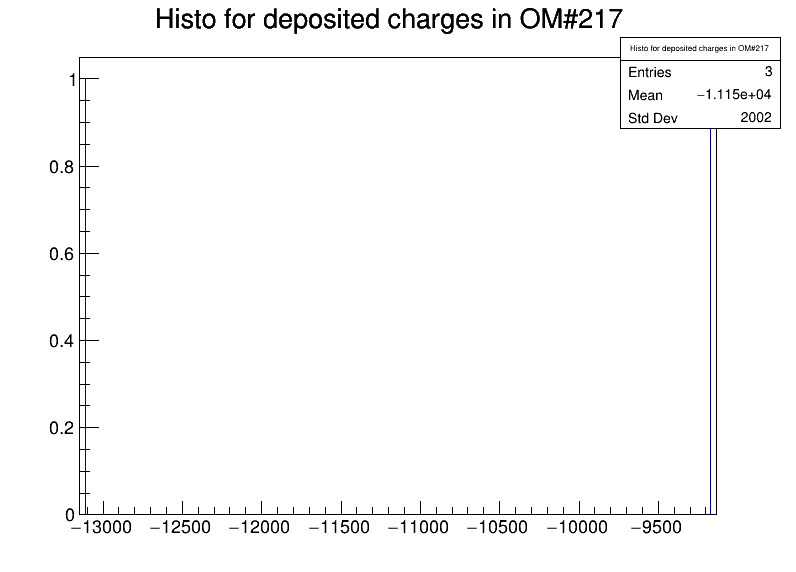 Histo for deposited charges in OM#217
Histo for deposited charges in OM#217
Entries 3
Mean −1.115e+04
Std Dev 2002
1
0.8
0.6
0.4
0.2
0
−13000 −12500 −12000 −11500 −11000 −10500 −10000 −9500